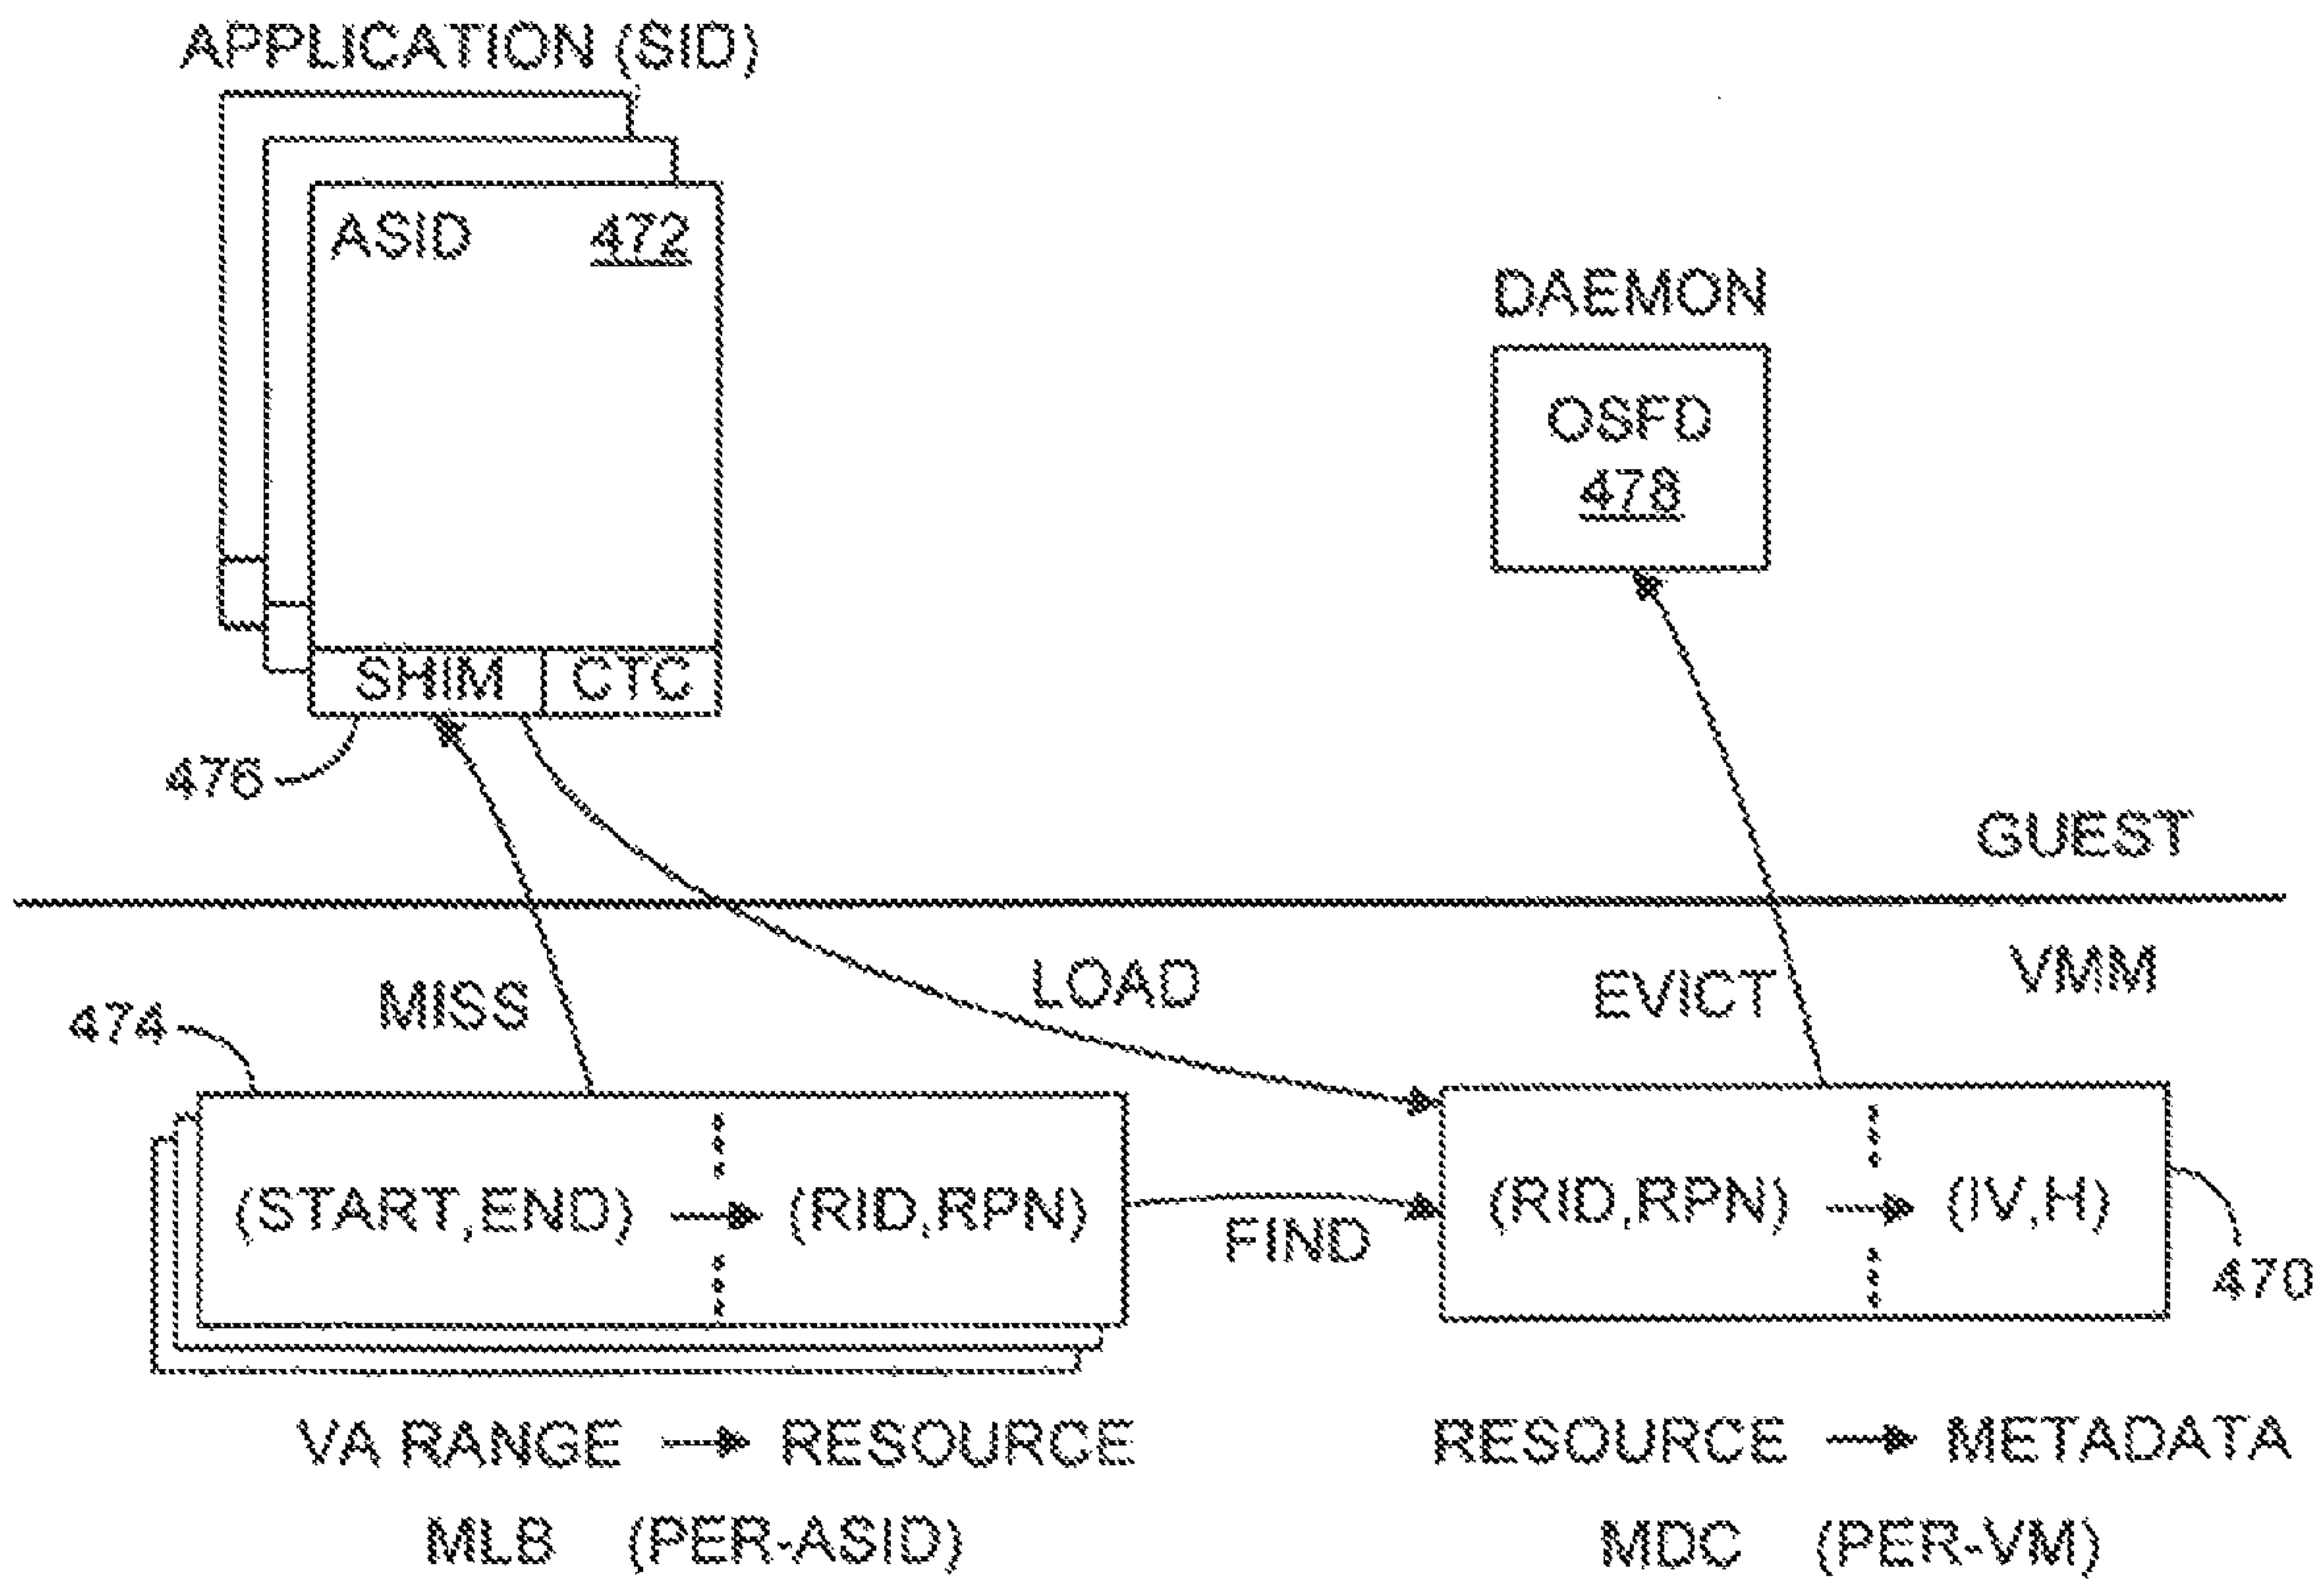 APPLICATION (SID)
ASID 472
DAEMON
OSFD
478
SHIM CTC
476
GUEST
VMM
MISS
LOAD
EVICT
474
(START,END) → (RID,RPN)
FIND
(RID,RPN) → (IV,H)
470
VA RANGE → RESOURCE
RESOURCE → METADATA
MLB (PER-ASID)
MDC (PER-VM)